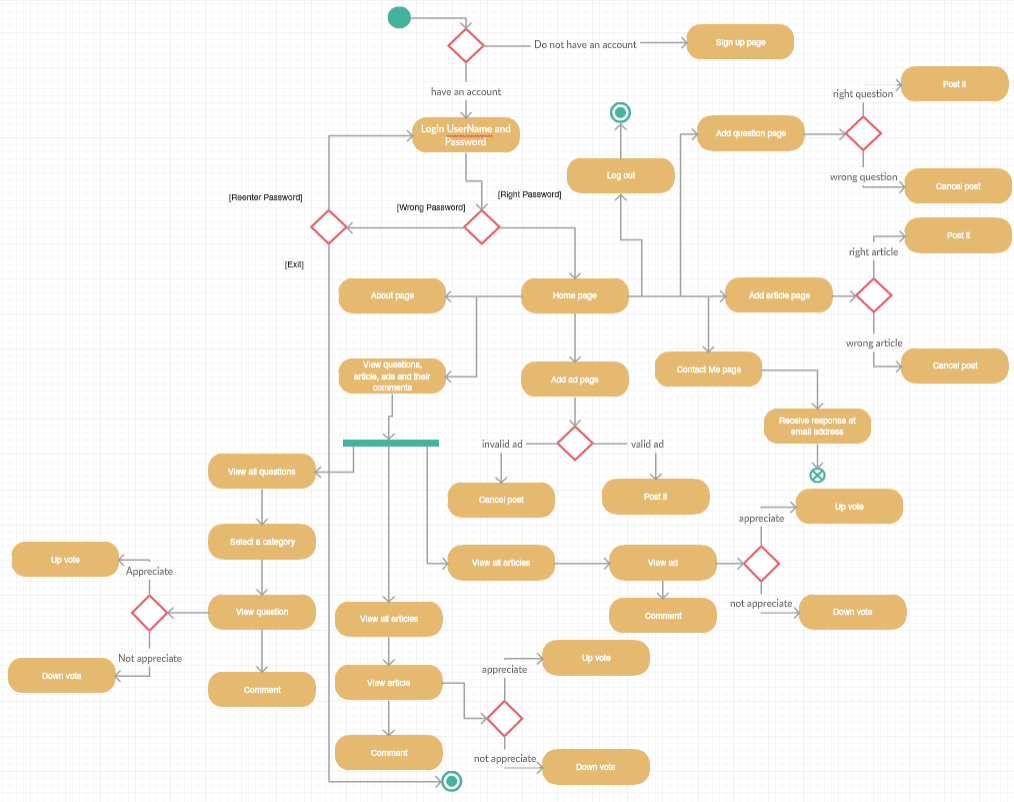 Do not have an account
Sign up page
have an account
Login UserName and
Password
[Reenter Password]
[Wrong Password]
[Right Password]
[Exit]
Log out
Add question page
right question
Post it
wrong question
Cancel post
About page
Home page
Add article page
right article
Post it
wrong article
Cancel post
View questions,
article, ads and their
comments
Add ad page
Contact Me page
Receive response at
email address
invalid ad
valid ad
Cancel post
Post it
View all questions
Select a category
View question
Comment
Up vote
Appreciate
Not appreciate
Down vote
View all articles
View ad
Comment
appreciate
Up vote
not appreciate
Down vote
View all articles
View article
Comment
appreciate
Up vote
not appreciate
Down vote